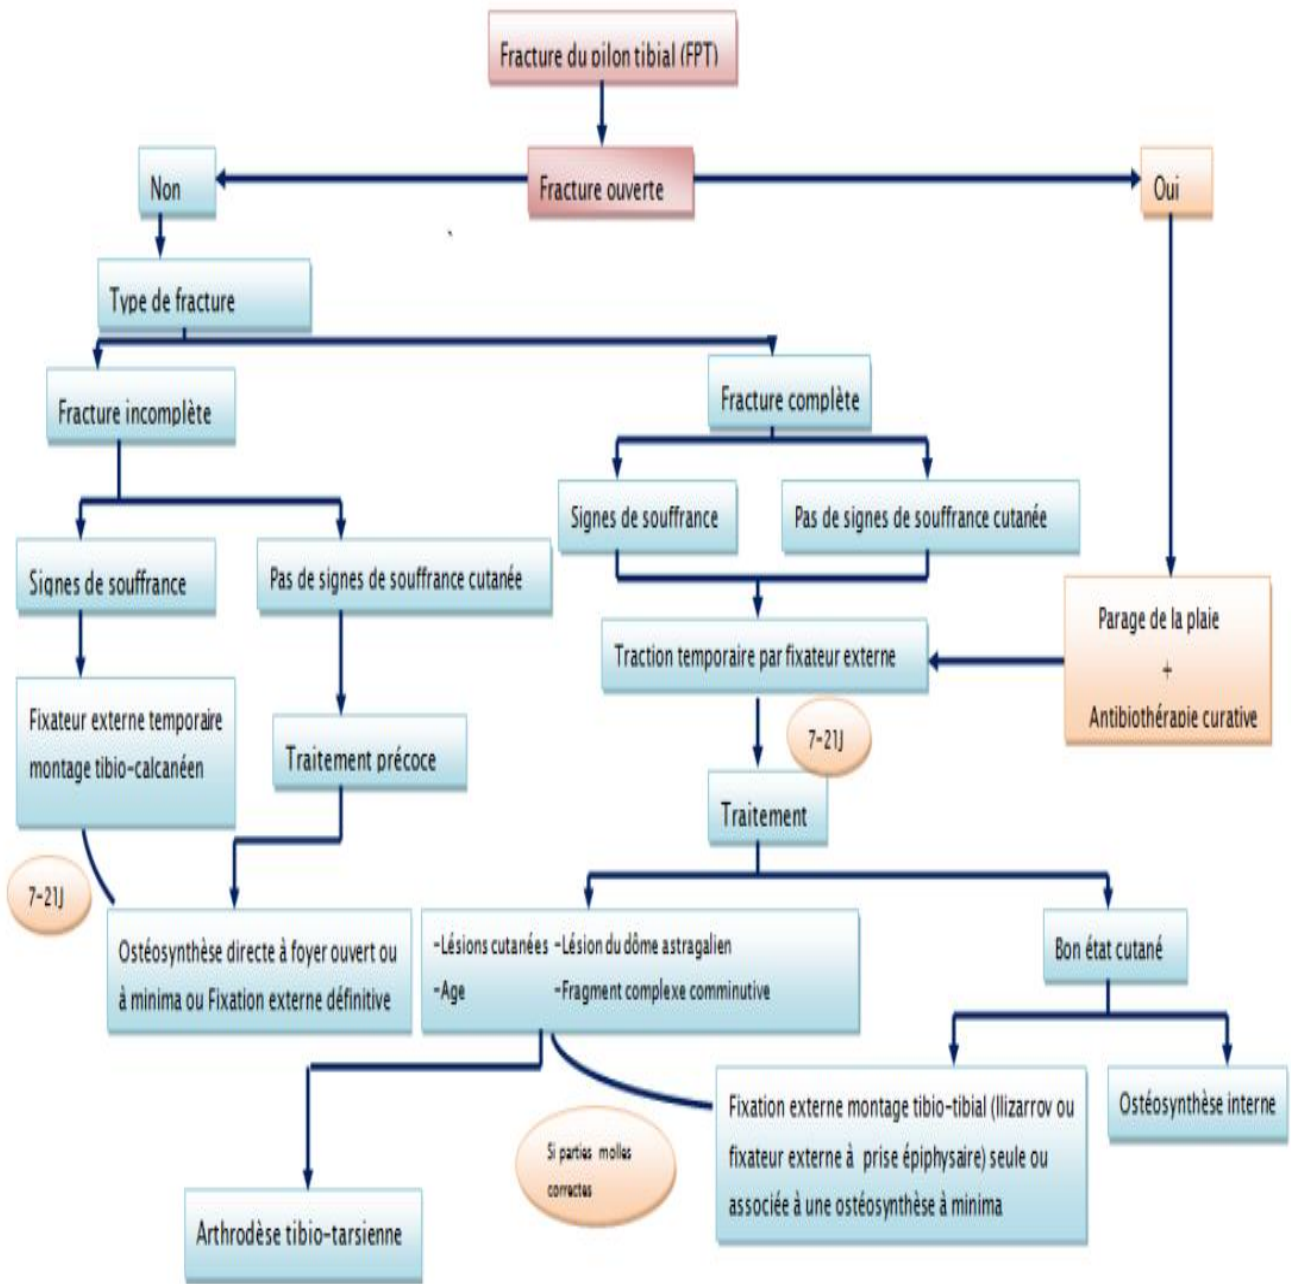 Fracture du pilon tibial (FPT)
Non
Fracture ouverte
Oui
Type de fracture
Fracture incomplète
Fracture complète
Signes de souffrance
Pas de signes de souffrance cutanée
Signes de souffrance
Pas de signes de souffrance cutanée
Parage de la plaie
+
Antibiothérapie curative
Traction temporaire par fixateur externe
Fixateur externe temporaire
montage tibio-calcanéen
Traitement précoce
7-21J
Traitement
7-21J
Ostéosynthèse directe à foyer ouvert ou
à minima ou Fixation externe définitive
-Lésions cutanées -Lésion du dôme astragalien
-Age -Fragment complexe comminutive
Bon état cutané
Si parties molles
correctes
Fixation externe montage tibio-tibial (Ilizarrov ou
fixateur externe à prise épiphysaire) seule ou
associée à une ostéosynthèse à minima
Ostéosynthèse interne
Arthrodèse tibio-tarsienne